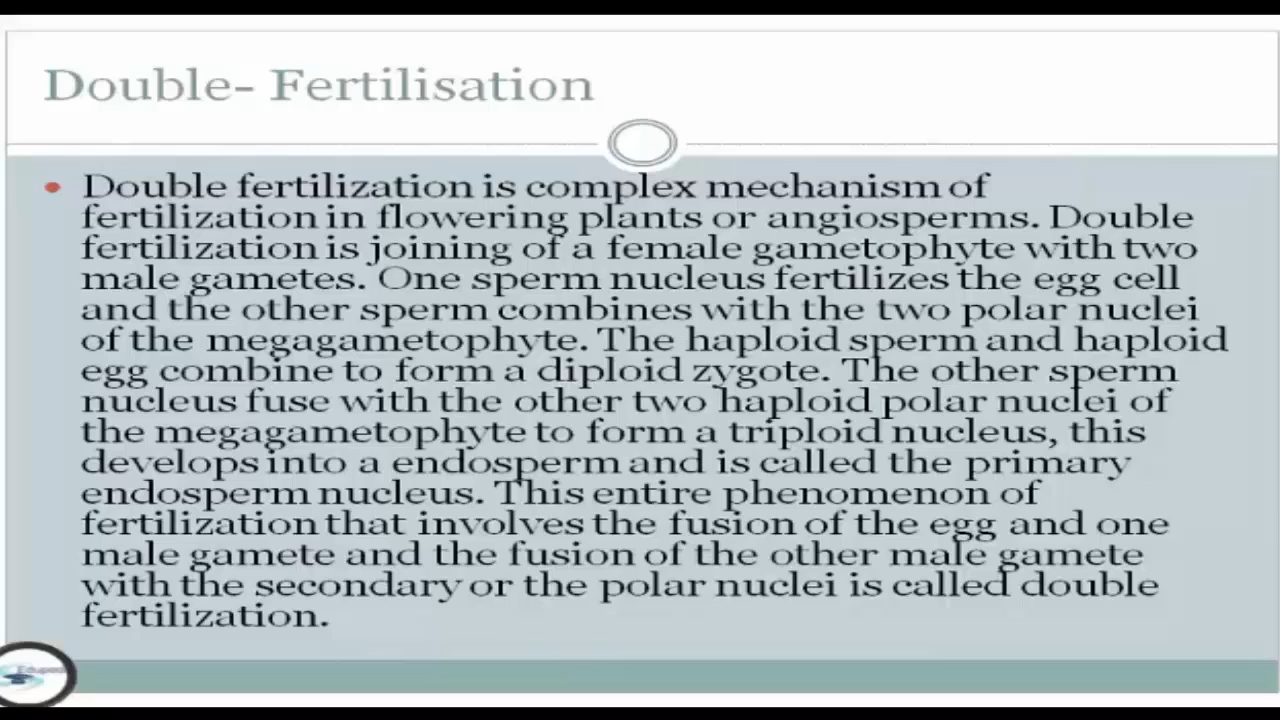 Double- Fertilisation
• Double fertilization is complex mechanism of
fertilization in flowering plants or angiosperms. Double
fertilization is joining of a female gametophyte with two
male gametes. One sperm nucleus fertilizes the egg cell
and the other sperm combines with the two polar nuclei
of the megagametophyte. The haploid sperm and haploid
egg combine to form a diploid zygote. The other sperm
nucleus fuse with the other two haploid polar nuclei of
the megagametophyte to form a triploid nucleus, this
develops into a endosperm and is called the primary
endosperm nucleus. This entire phenomenon of
fertilization that involves the fusion of the egg and one
male gamete and the fusion of the other male gamete
with the secondary or the polar nuclei is called double
fertilization.